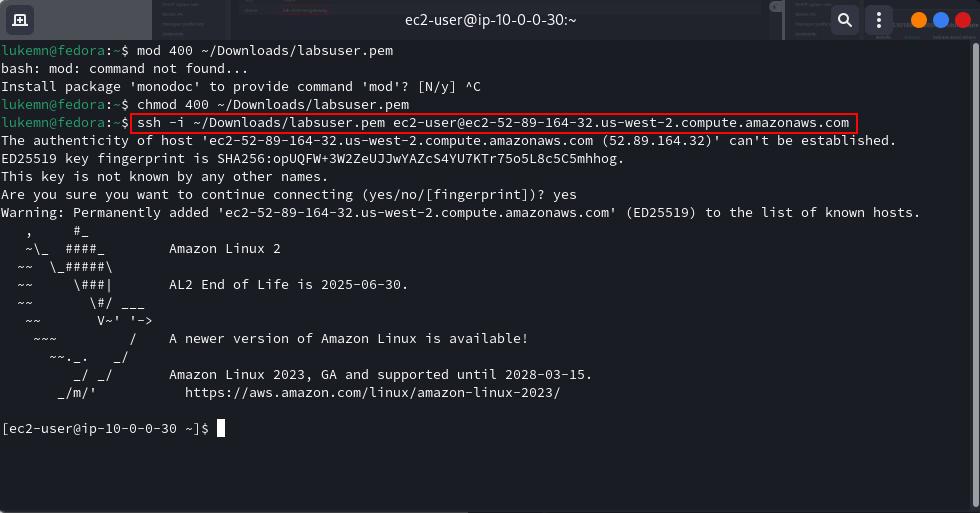 ec2-user@ip-10-0-0-30:~
lukemn@fedora:~$ mod 400 ~/Downloads/labsuser.pem
bash: mod: command not found...
Install package 'monodoc' to provide command 'mod'? [N/y] ^C
lukemn@fedora:~$ chmod 400 ~/Downloads/labsuser.pem
lukemn@fedora:~$ ssh -i ~/Downloads/labsuser.pem ec2-user@ec2-52-89-164-32.us-west-2.compute.amazonaws.com
The authenticity of host 'ec2-52-89-164-32.us-west-2.compute.amazonaws.com (52.89.164.32)' can't be established.
ED25519 key fingerprint is SHA256:opUQFW+3W2ZeUJJwYAZcS4YU7KTr75o5L8c5C5mhhog.
This key is not known by any other names.
Are you sure you want to continue connecting (yes/no/[fingerprint])? yes
Warning: Permanently added 'ec2-52-89-164-32.us-west-2.compute.amazonaws.com' (ED25519) to the list of known hosts.
   ,     #_
   ~\_  ####_        Amazon Linux 2
  ~~  \_#####\
  ~~     \###|       AL2 End of Life is 2025-06-30.
  ~~       \#/ ___
   ~~       V~' '->
    ~~~         /    A newer version of Amazon Linux is available!
      ~~._.   _/
         _/ _/       Amazon Linux 2023, GA and supported until 2028-03-15.
       _/m/'           https://aws.amazon.com/linux/amazon-linux-2023/
[ec2-user@ip-10-0-0-30 ~]$